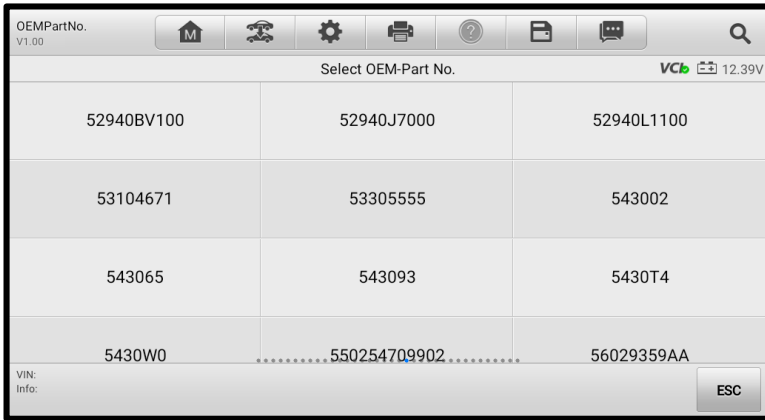 OEMPartNo.
V1.00
M
?
Select OEM-Part No.
VCI 12.39V
52940BV100 52940J7000 52940L1100
53104671 53305555 543002
543065 543093 5430T4
5430W0 550254709902 56029359AA
VIN:
Info:
ESC